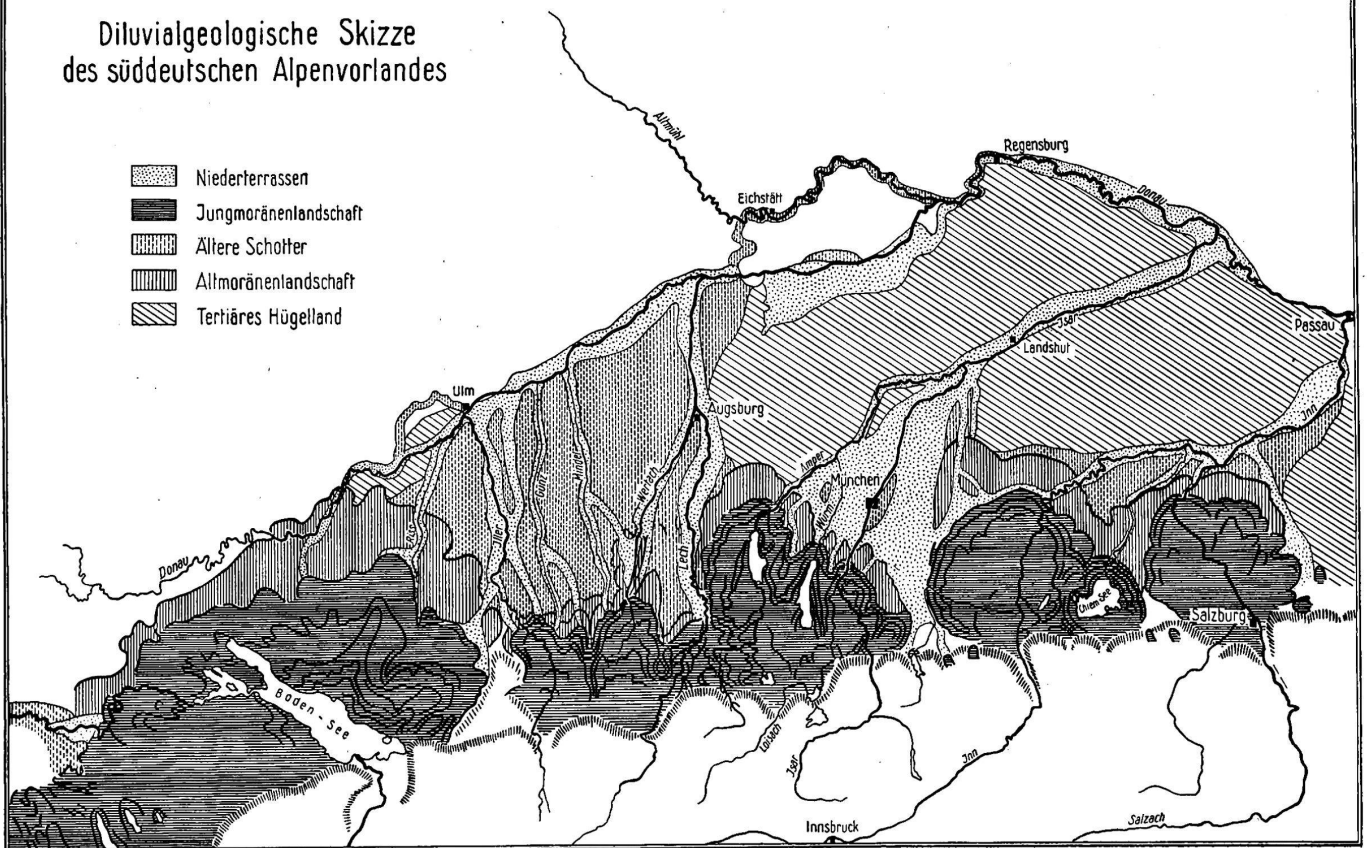 Diluvialgeologische Skizze
des süddeutschen Alpenvorlandes
Niederterrassen
Jungmoränenlandschaft
Ältere Schotter
Altmoränenlandschaft
Tertiäres Hügelland
Altmühl
Regensburg
Eichstätt
Donau
Passau
Isar
Landshut
Ulm
Augsburg
Inn
Amper
München
Günz
Mindel
Wertach
Würm
Iller
Lech
Donau
Chiem See
Salzburg
Boden-See
Loisach
Isar
Inn
Innsbruck
Salzach